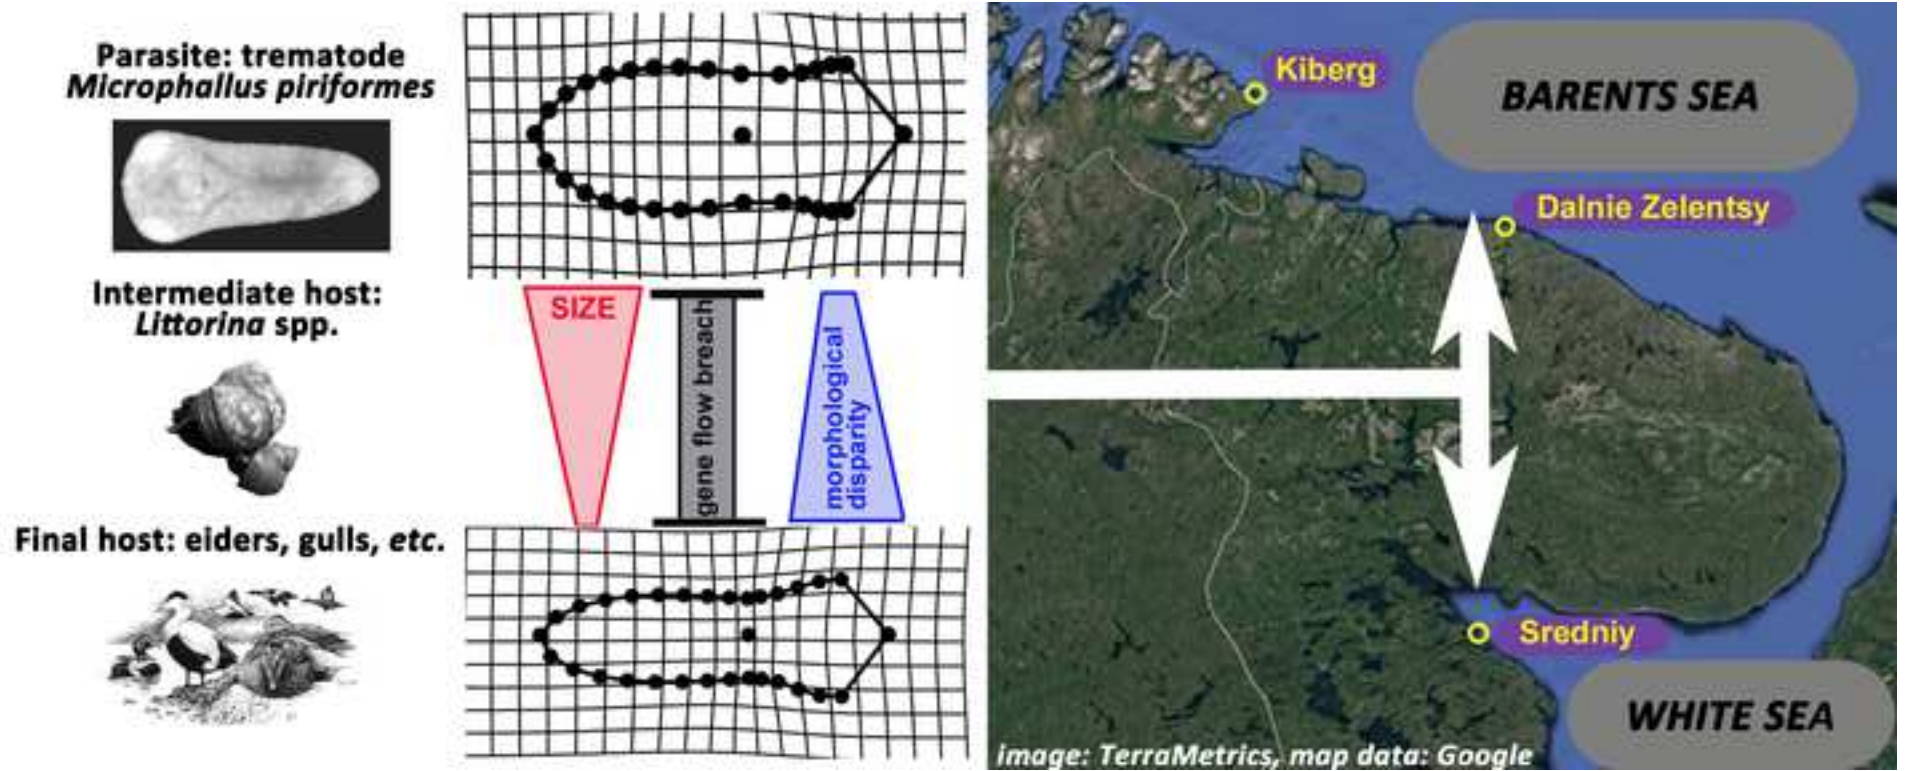 Parasite: trematode
Microphallus piriformes
Intermediate host:
Littorina spp.
Final host: eiders, gulls, etc.
SIZE
gene flow breach
morphological
disparity
Kiberg
BARENTS SEA
Dalnie Zelentsy
Sredniy
WHITE SEA
image: TerraMetrics, map data: Google